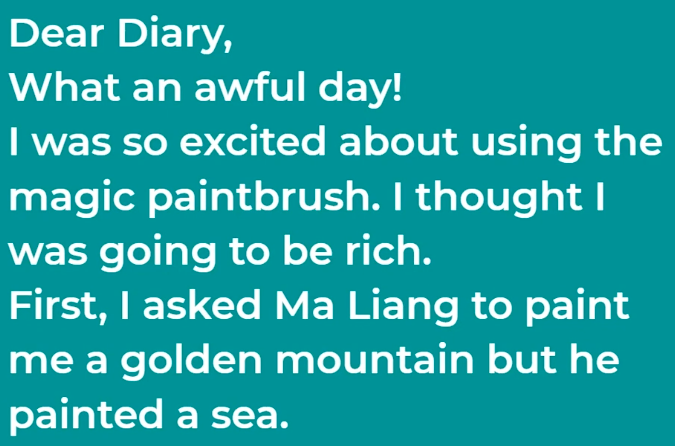 Dear Diary,
What an awful day!
I was so excited about using the
magic paintbrush. I thought I
was going to be rich.
First, I asked Ma Liang to paint
me a golden mountain but he
painted a sea.